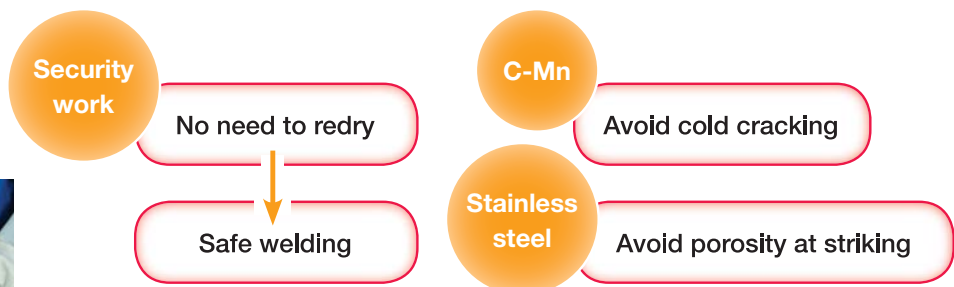 Security
work
No need to redry
Safe welding
C-Mn
Avoid cold cracking
Stainless
steel
Avoid porosity at striking